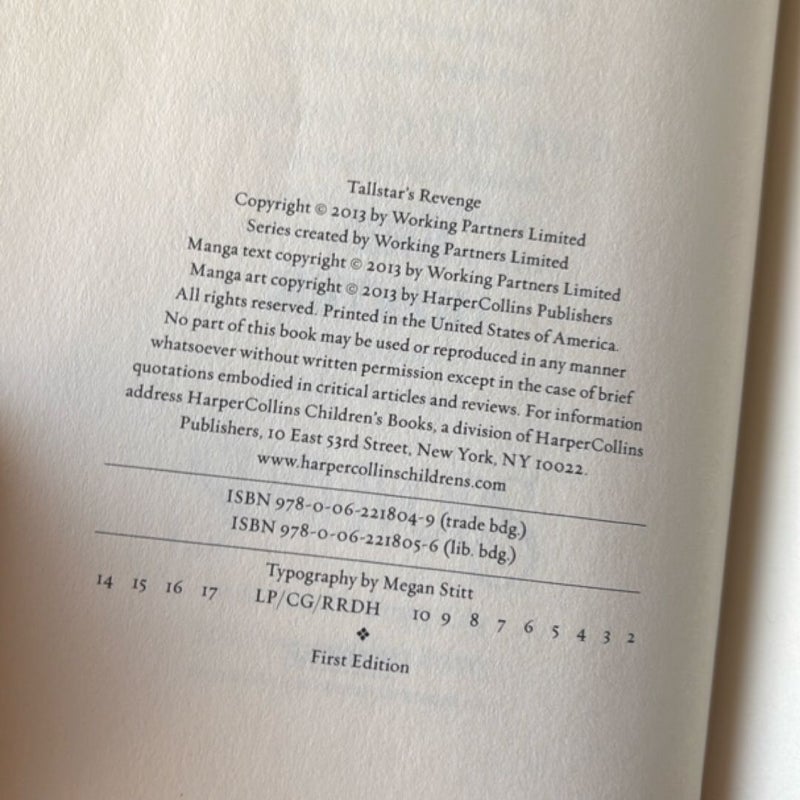 Tallstar's Revenge
Copyright © 2013 by Working Partners Limited
Series created by Working Partners Limited
Manga text copyright © 2013 by Working Partners Limited
Manga art copyright © 2013 by HarperCollins Publishers
All rights reserved. Printed in the United States of America.
No part of this book may be used or reproduced in any manner
whatsoever without written permission except in the case of brief
quotations embodied in critical articles and reviews. For information
address HarperCollins Children's Books, a division of HarperCollins
Publishers, 10 East 53rd Street, New York, NY 10022.
www.harpercollinschildrens.com
ISBN 978-0-06-221804-9 (trade bdg.)
ISBN 978-0-06-221805-6 (lib. bdg.)
Typography by Megan Stitt
14 15 16 17 LP/CG/RRDH 10 9 8 7 6 5 4 3 2
❖
First Edition